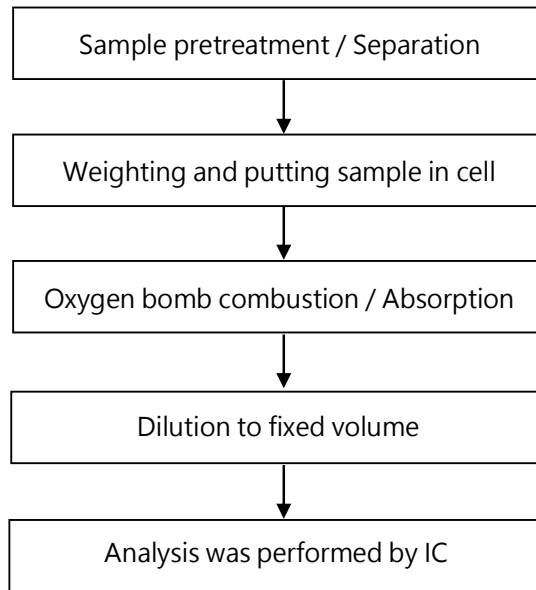 Sample pretreatment / Separation
Weighting and putting sample in cell
Oxygen bomb combustion / Absorption
Dilution to fixed volume
Analysis was performed by IC